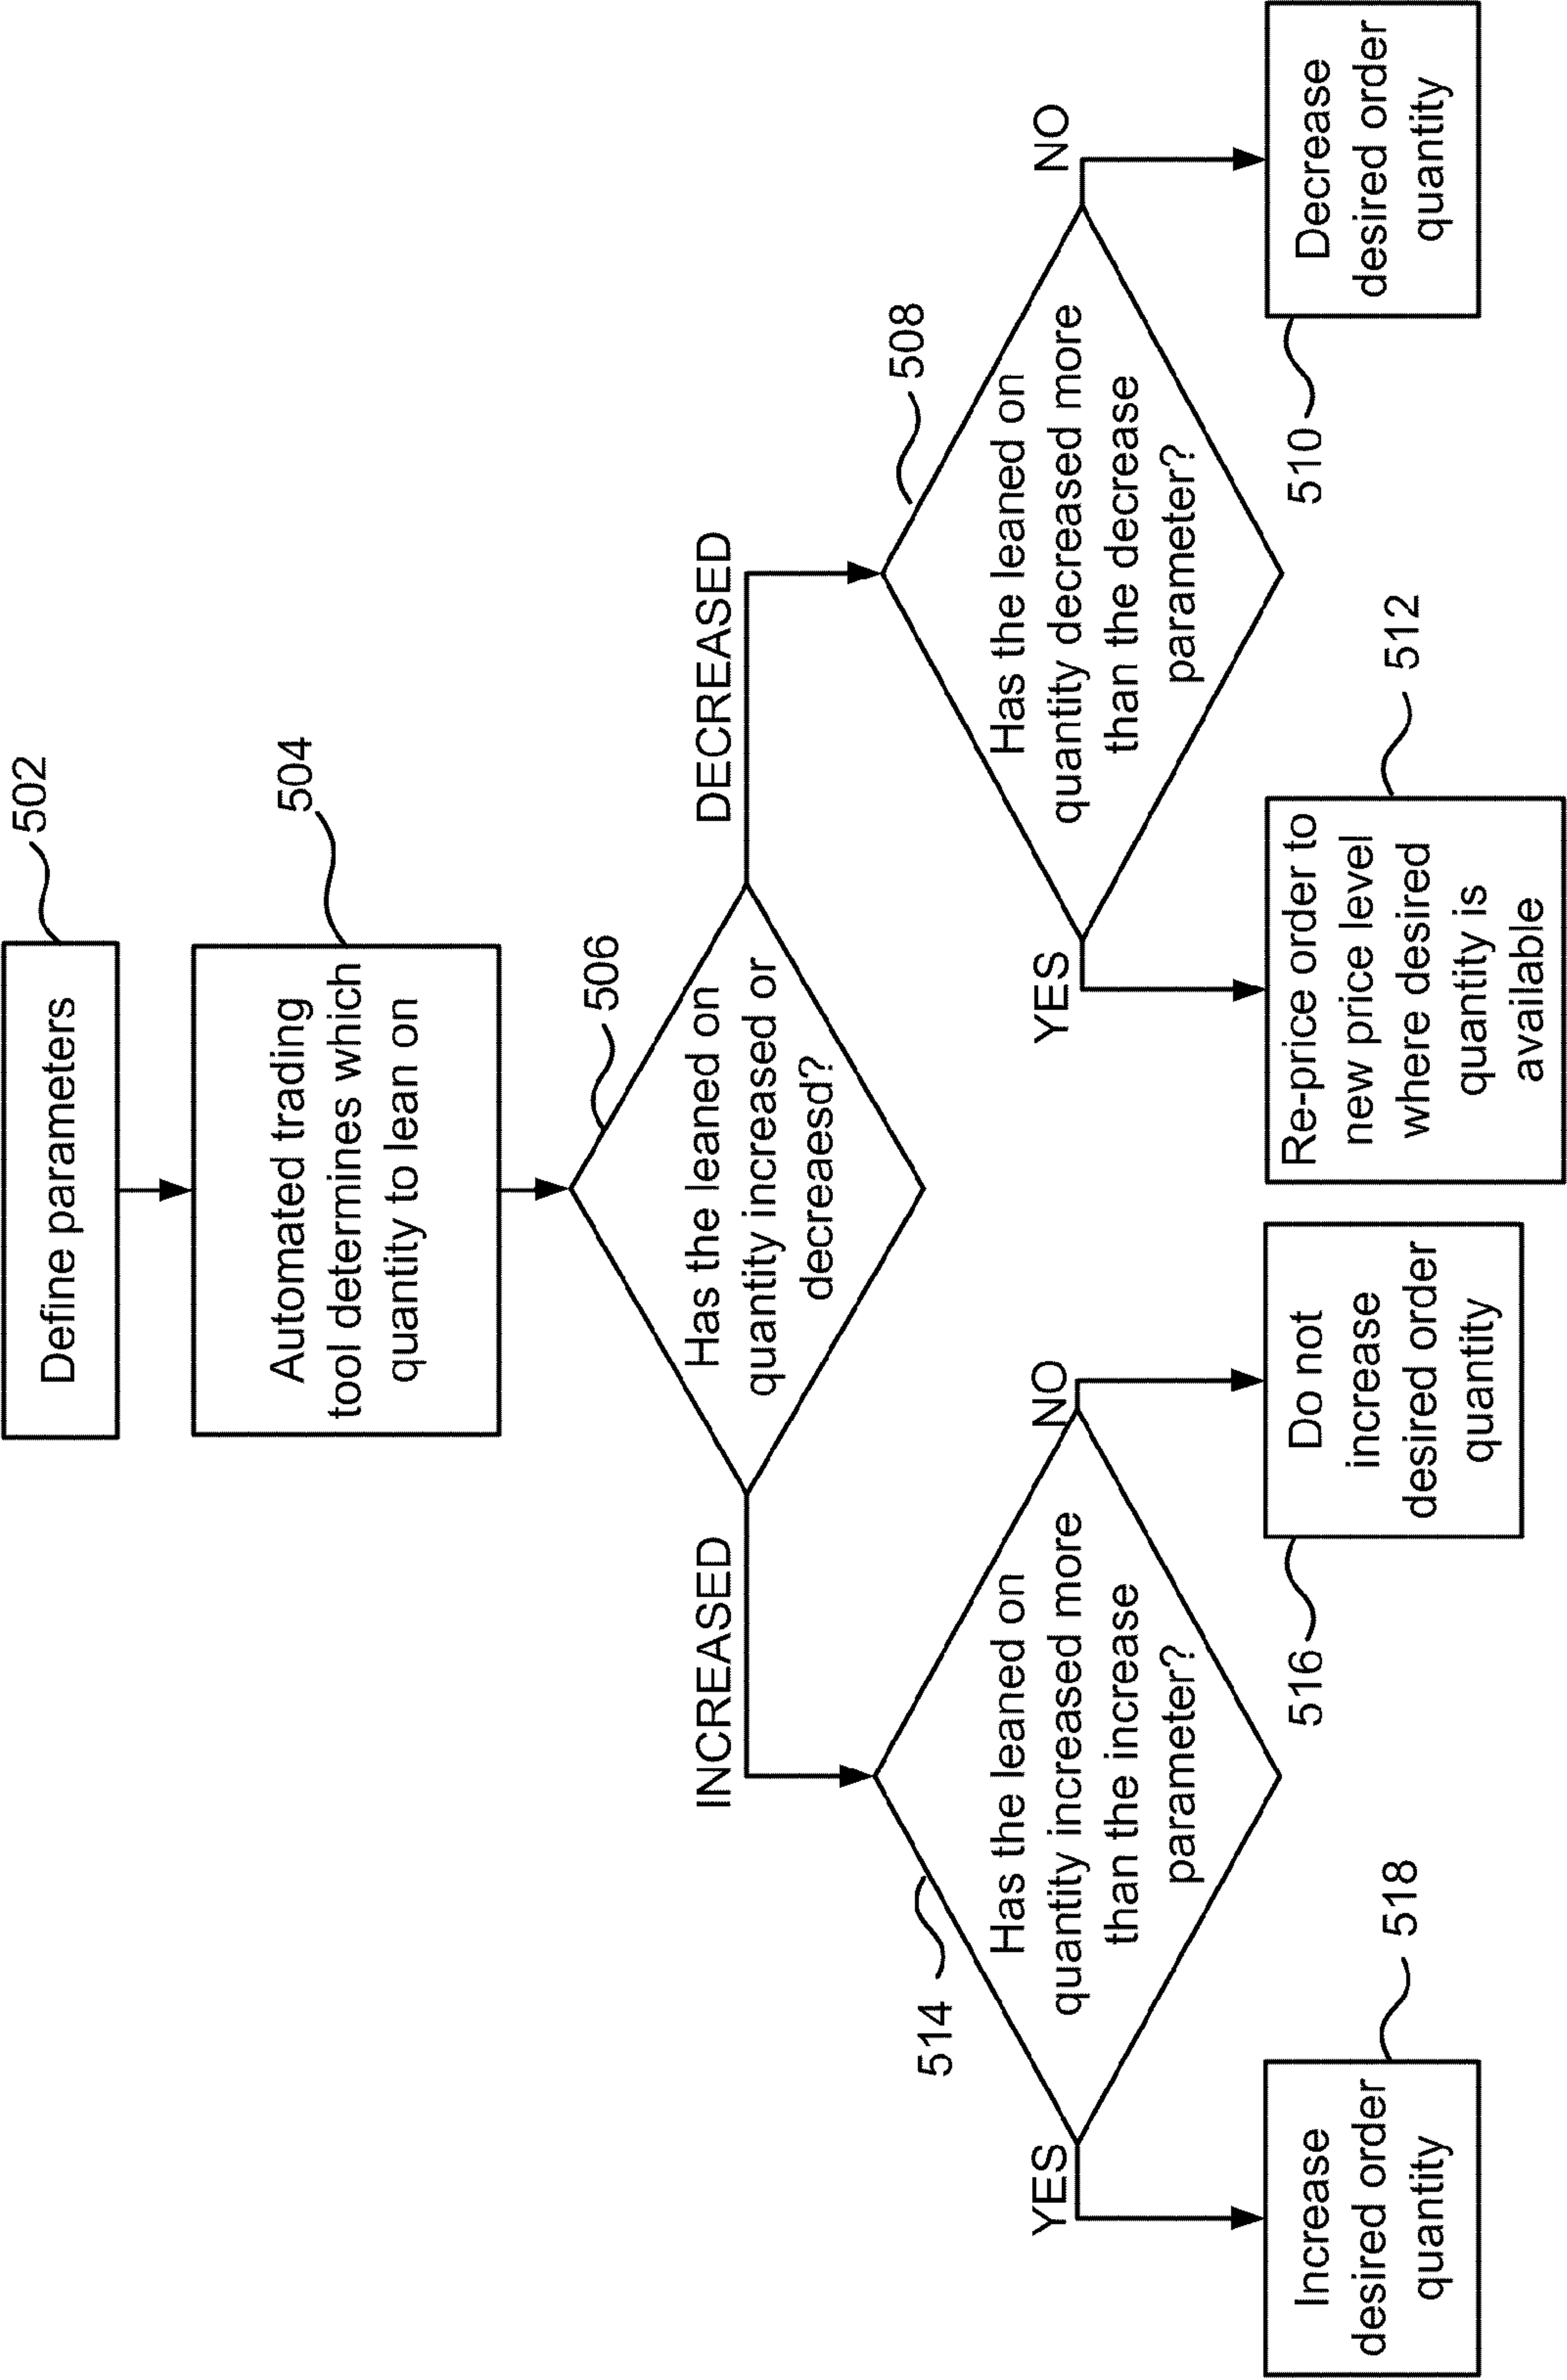 Define parameters
502
Automated trading
tool determines which
quantity to lean on
504
Has the leaned on
quantity increased or
decreaesd?
506
INCREASED
DECREASED
Has the leaned on
quantity increased more
than the increase
parameter?
514
Has the leaned on
quantity decreased more
than the decrease
parameter?
508
YES
NO
YES
NO
Increase
desired order
quantity
518
Do not
increase
desired order
quantity
516
Re-price order to
new price level
where desired
quantity is
available
512
Decrease
desired order
quantity
510